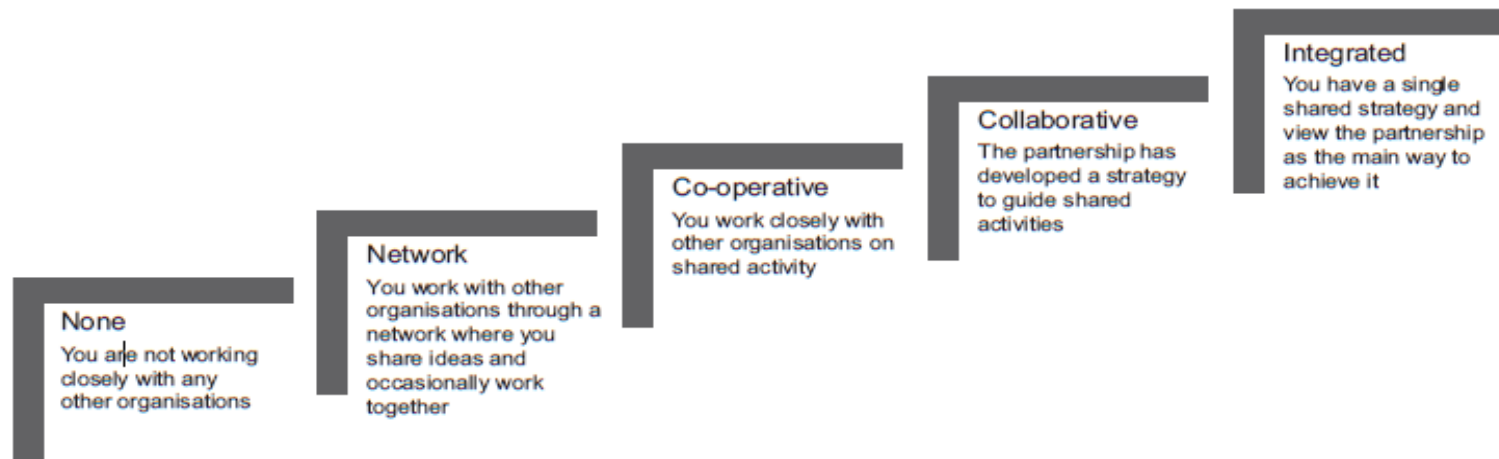 None
You are not working
closely with any
other organisations
Network
You work with other
organisations through a
network where you
share ideas and
occasionally work
together
Co-operative
You work closely with
other organisations on
shared activity
Collaborative
The partnership has
developed a strategy
to guide shared
activities
Integrated
You have a single
shared strategy and
view the partnership
as the main way to
achieve it